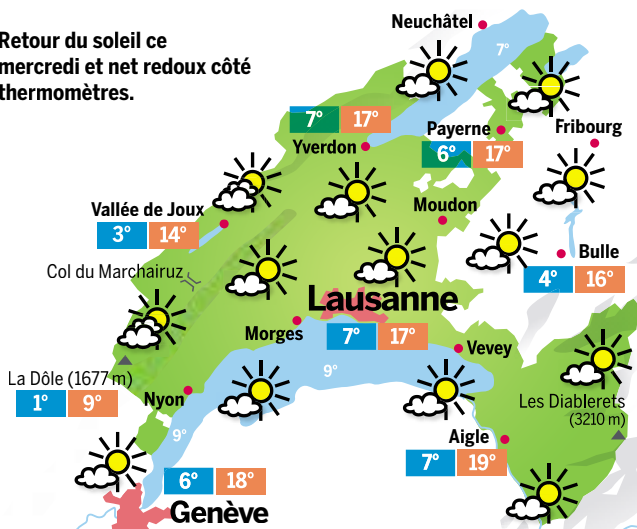 Retour du soleil ce
mercredi et net redoux côté
thermomètres.
Neuchâtel
7°
7° 17°
Yverdon
Payerne
6° 17°
Fribourg
Vallée de Joux
3° 14°
Moudon
Col du Marchairuz
Bulle
4° 16°
Lausanne
7° 17°
Morges
Vevey
9°
La Dôle (1677 m)
1° 9°
Nyon
9°
Les Diablerets
(3210 m)
Aigle
7° 19°
6° 18°
Genève